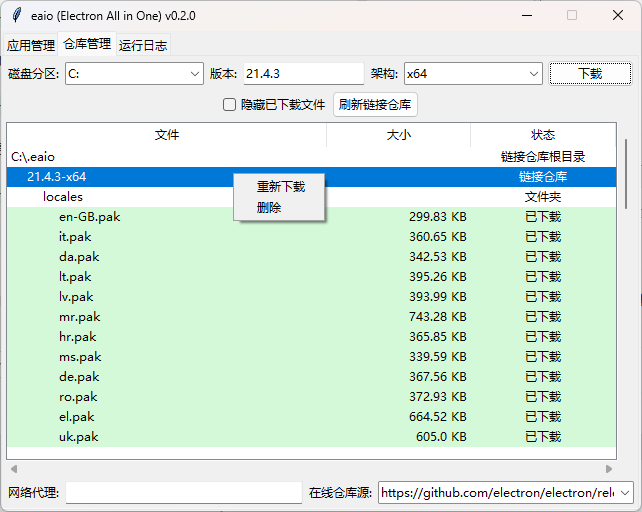 eaio (Electron All in One) v0.2.0
应用管理 仓库管理 运行日志
磁盘分区: C: 版本: 21.4.3 架构: x64 下载
隐藏已下载文件 刷新链接仓库
文件 大小 状态
C:\.eaio 链接仓库根目录
21.4.3-x64 链接仓库
重新下载
locales 文件夹
删除
en-GB.pak 299.83 KB 已下载
it.pak 360.65 KB 已下载
da.pak 342.53 KB 已下载
lt.pak 395.26 KB 已下载
lv.pak 393.99 KB 已下载
mr.pak 743.28 KB 已下载
hr.pak 365.85 KB 已下载
ms.pak 339.59 KB 已下载
de.pak 367.56 KB 已下载
ro.pak 372.93 KB 已下载
el.pak 664.52 KB 已下载
uk.pak 605.0 KB 已下载
网络代理: 在线仓库源: https://github.com/electron/electron/rel